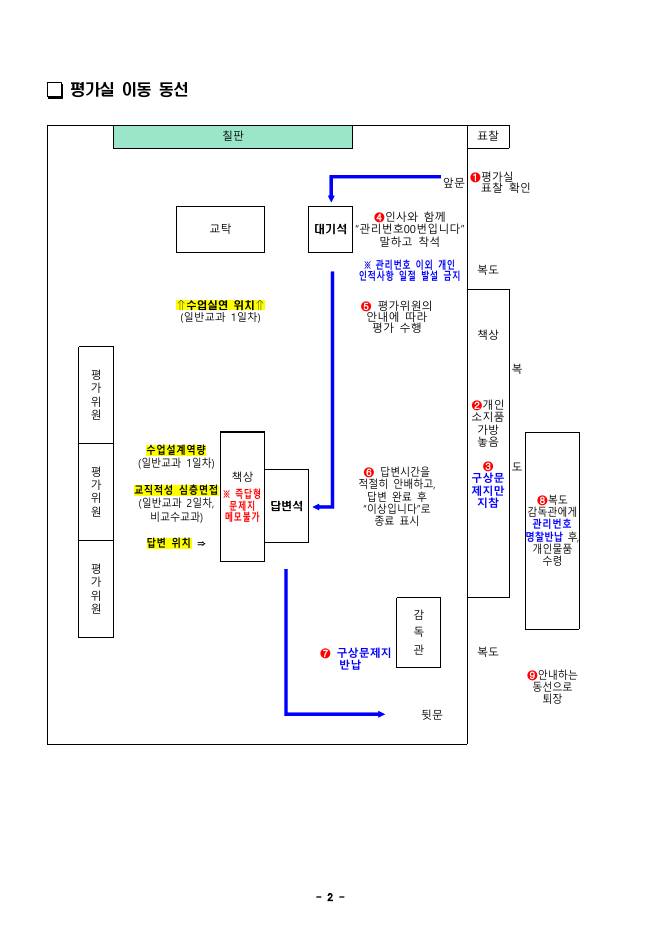 평가실 이동 동선
칠판
표찰
앞문
❶평가실
표찰 확인
교탁
대기석
❹인사와 함께
"관리번호00번입니다"
말하고 착석
※ 관리번호 이외 개인
인적사항 일절 발설 금지
복도
⇧수업실연 위치⇧
(일반교과 1일차)
❺ 평가위원의
안내에 따라
평가 수행
책상
복
도
❷개인
소지품
가방
놓음
❸
구상문
제지만
지참
평
가
위
원
평
가
위
원
평
가
위
원
수업설계역량
(일반교과 1일차)
교직적성 심층면접
(일반교과 2일차,
비교수교과)
답변 위치 ⇒
책상
※ 즉답형
문제지
메모불가
답변석
❻ 답변시간을
적절히 안배하고,
답변 완료 후
"이상입니다"로
종료 표시
❽복도
감독관에게
관리번호
명찰반납 후,
개인물품
수령
감
독
관
❼ 구상문제지
반납
복도
❾안내하는
동선으로
퇴장
뒷문
- 2 -